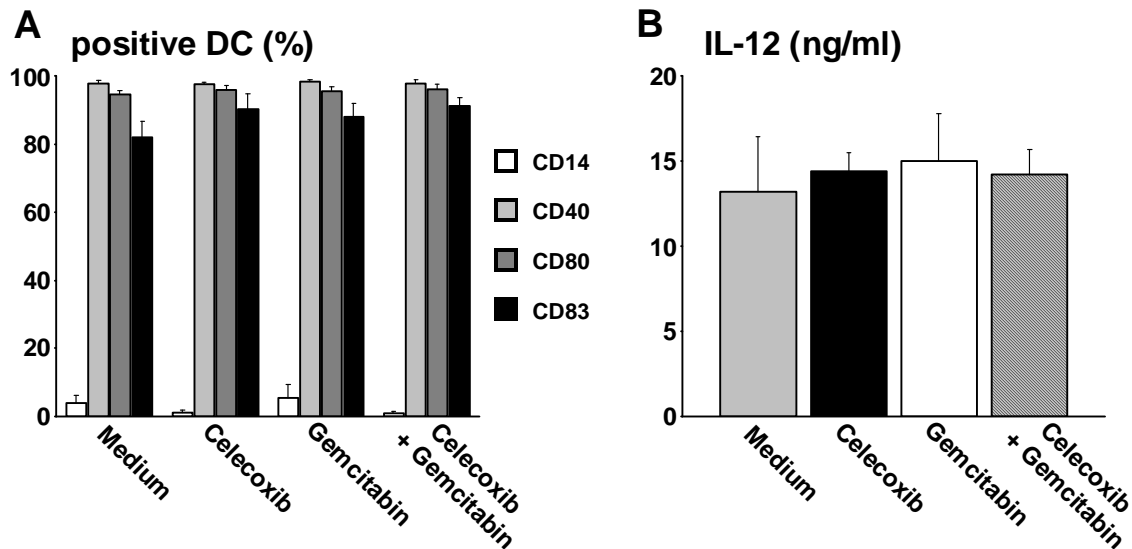 A
positive DC (%)
100
80
60
40
20
0
Medium
Celecoxib
Gemcitabin
Celecoxib
+ Gemcitabin
CD14
CD40
CD80
CD83
B
IL-12 (ng/ml)
20
15
10
5
0
Medium
Celecoxib
Gemcitabin
Celecoxib
+ Gemcitabin